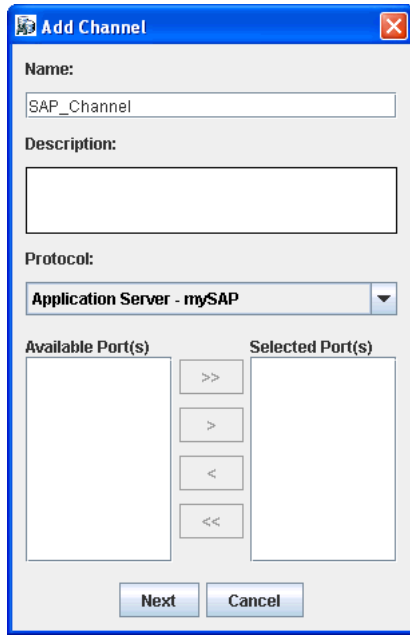 Add Channel
Name:
SAP_Channel
Description:
Protocol:
Application Server - mySAP
Available Port(s) Selected Port(s)
>>
>
<
<<
Next Cancel